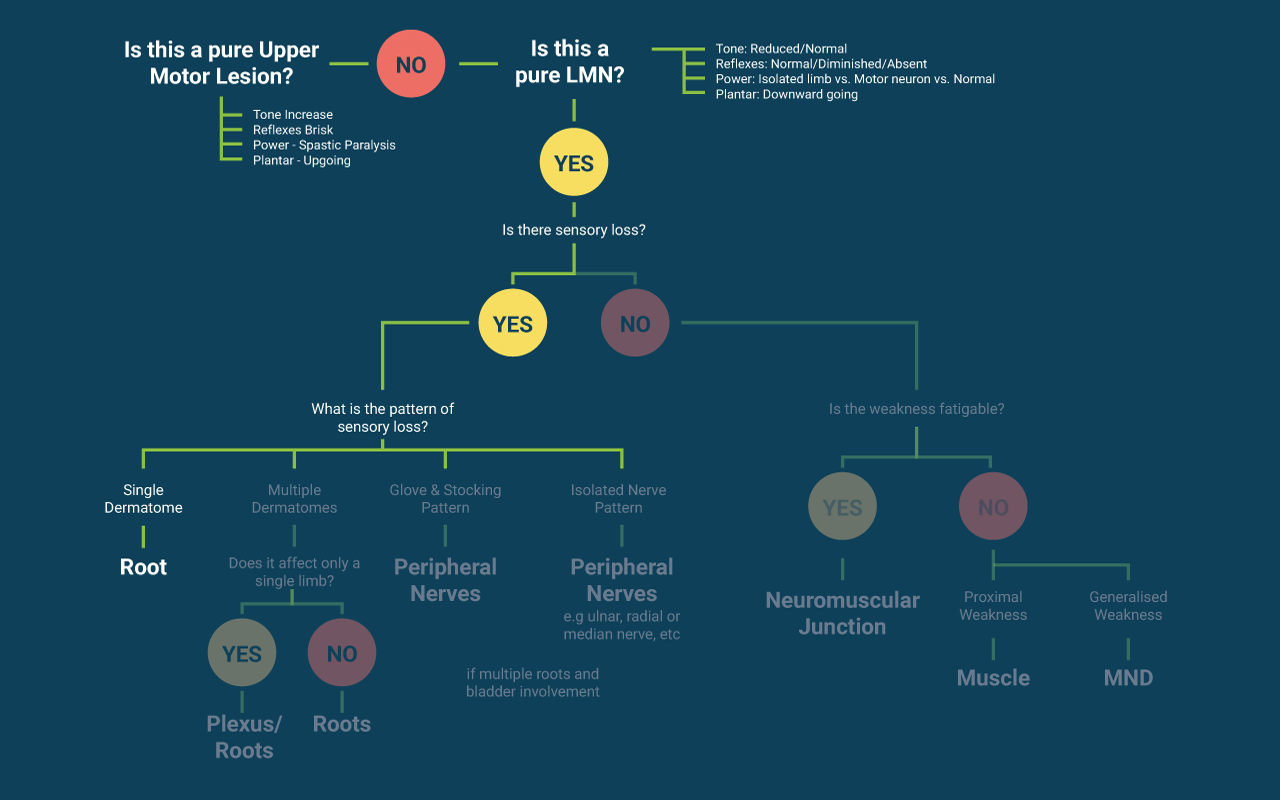 Is this a pure Upper
Motor Lesion?
NO
Is this a
pure LMN?
Tone: Reduced/Normal
Reflexes: Normal/Diminished/Absent
Power: Isolated limb vs. Motor neuron vs. Normal
Plantar: Downward going
Tone Increase
Reflexes Brisk
Power - Spastic Paralysis
Plantar - Upgoing
YES
Is there sensory loss?
YES
NO
What is the pattern of
sensory loss?
Is the weakness fatigable?
Single
Dermatome
Root
Multiple
Dermatomes
Does it affect only a
single limb?
YES
NO
Plexus/
Roots
Roots
Glove & Stocking
Pattern
Peripheral
Nerves
Isolated Nerve
Pattern
Peripheral
Nerves
e.g ulnar, radial or
median nerve, etc
if multiple roots and
bladder involvement
YES
NO
Neuromuscular
Junction
Proximal
Weakness
Muscle
Generalised
Weakness
MND